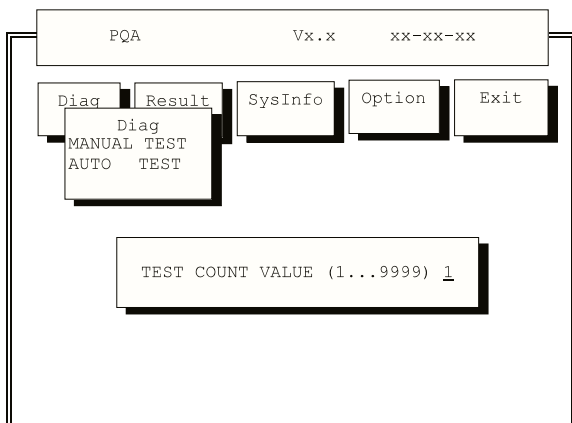 PQA Vx.x xx-xx-xx
Diag Result SysInfo Option Exit
Diag
MANUAL TEST
AUTO TEST
TEST COUNT VALUE (1...9999) 1